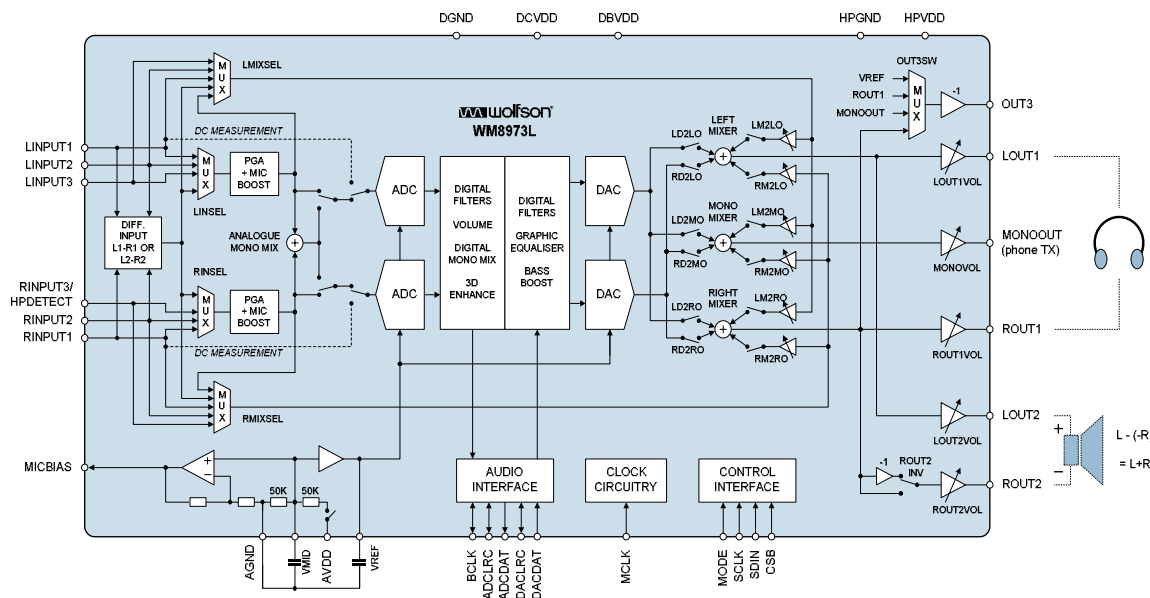 DGND
DCVDD
DBVDD
HPGND
HPVDD
M
U
X
LMIXSEL
OUT3SW
VREF
ROUT1
MONOOUT
M
U
X
-1
OUT3
wolfson
WM8973L
DC MEASUREMENT
LINPUT1
LINPUT2
LINPUT3
M
U
X
LINSEL
PGA
+ MIC
BOOST
ADC
DIGITAL
FILTERS
VOLUME
DIGITAL
MONO MIX
3D
ENHANCE
DIGITAL
FILTERS
GRAPHIC
EQUALISER
BASS
BOOST
DAC
LD2LO
RD2LO
LEFT
MIXER
+
LM2LO
RM2LO
LOUT1
LOUT1VOL
DIFF.
INPUT
L1-R1 OR
L2-R2
ANALOGUE
MONO MIX
+
LD2MO
RD2MO
MONO
MIXER
+
LM2MO
RM2MO
MONOOUT
(phone TX)
MONOVOL
RINPUT3/
HPDETECT
RINPUT2
RINPUT1
RINSEL
M
U
X
PGA
+ MIC
BOOST
ADC
DAC
LD2RO
RD2RO
RIGHT
MIXER
+
LM2RO
RM2RO
ROUT1
ROUT1VOL
DC MEASUREMENT
M
U
X
RMIXSEL
LOUT2
LOUT2VOL
+
L - (-R)
= L+R
–
-1
ROUT2
INV
ROUT2
ROUT2VOL
MICBIAS
+
–
50K
50K
AUDIO
INTERFACE
CLOCK
CIRCUITRY
CONTROL
INTERFACE
AGND
VMID
AVDD
VREF
BCLK
ADCLRC
ADCDAT
DACLRC
DACDAT
MCLK
MODE
SCLK
SDIN
CSB